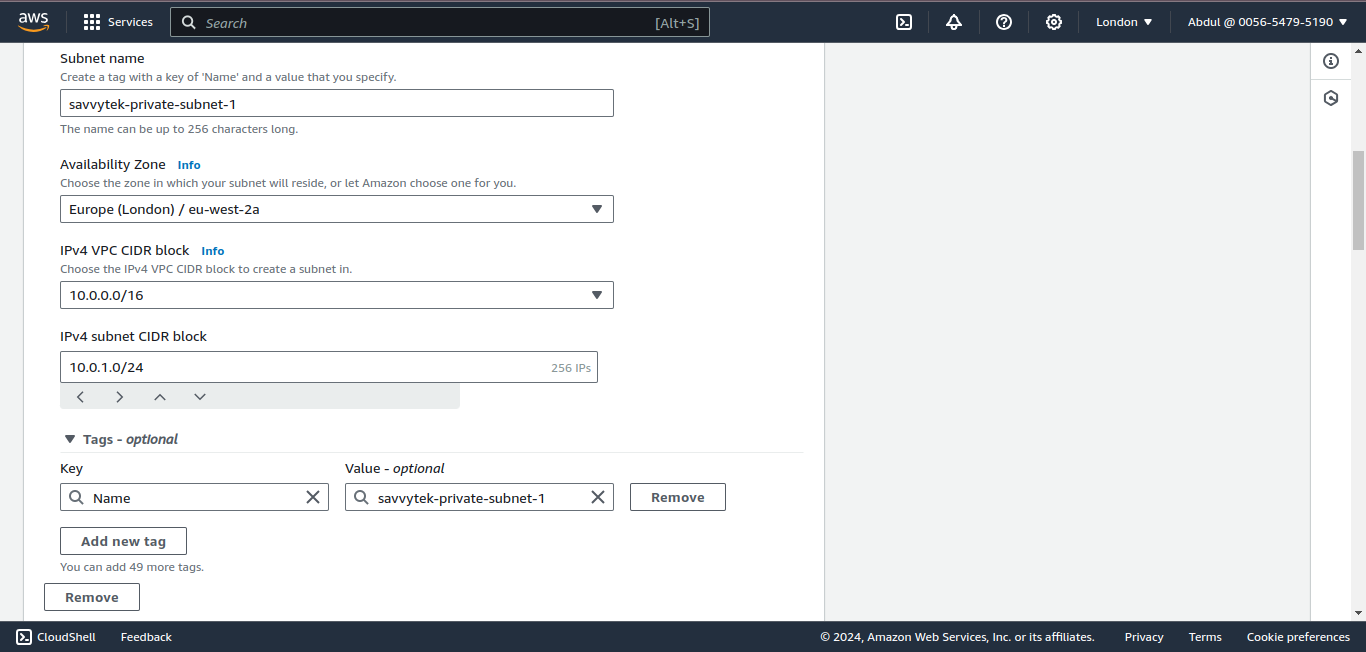 aws Services Search [Alt+S] London Abdul @ 0056-5479-5190
Subnet name
Create a tag with a key of 'Name' and a value that you specify.
savvytek-private-subnet-1
The name can be up to 256 characters long.
Availability Zone Info
Choose the zone in which your subnet will reside, or let Amazon choose one for you.
Europe (London) / eu-west-2a
IPv4 VPC CIDR block Info
Choose the IPv4 VPC CIDR block to create a subnet in.
10.0.0.0/16
IPv4 subnet CIDR block
10.0.1.0/24 256 IPs
Tags - optional
Key Value - optional
Name savvytek-private-subnet-1 Remove
Add new tag
You can add 49 more tags.
Remove
CloudShell Feedback © 2024, Amazon Web Services, Inc. or its affiliates. Privacy Terms Cookie preferences